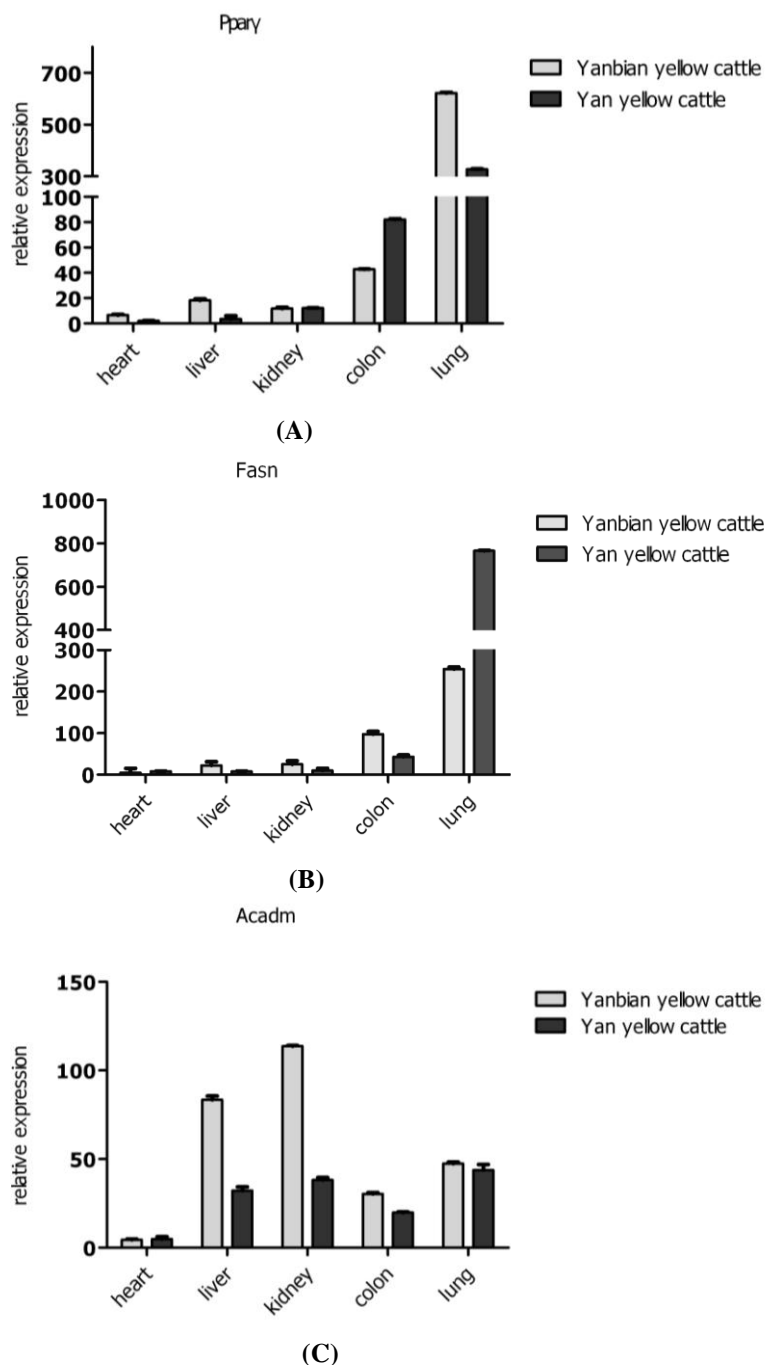 Pparγ
relative expression
700
500
300
100
80
60
40
20
0
heart
liver
kidney
colon
lung
Yanbian yellow cattle
Yan yellow cattle
(A)
Fasn
relative expression
1000
800
600
400
300
200
100
0
heart
liver
kidney
colon
lung
Yanbian yellow cattle
Yan yellow cattle
(B)
Acadm
relative expression
150
100
50
0
heart
liver
kidney
colon
lung
Yanbian yellow cattle
Yan yellow cattle
(C)